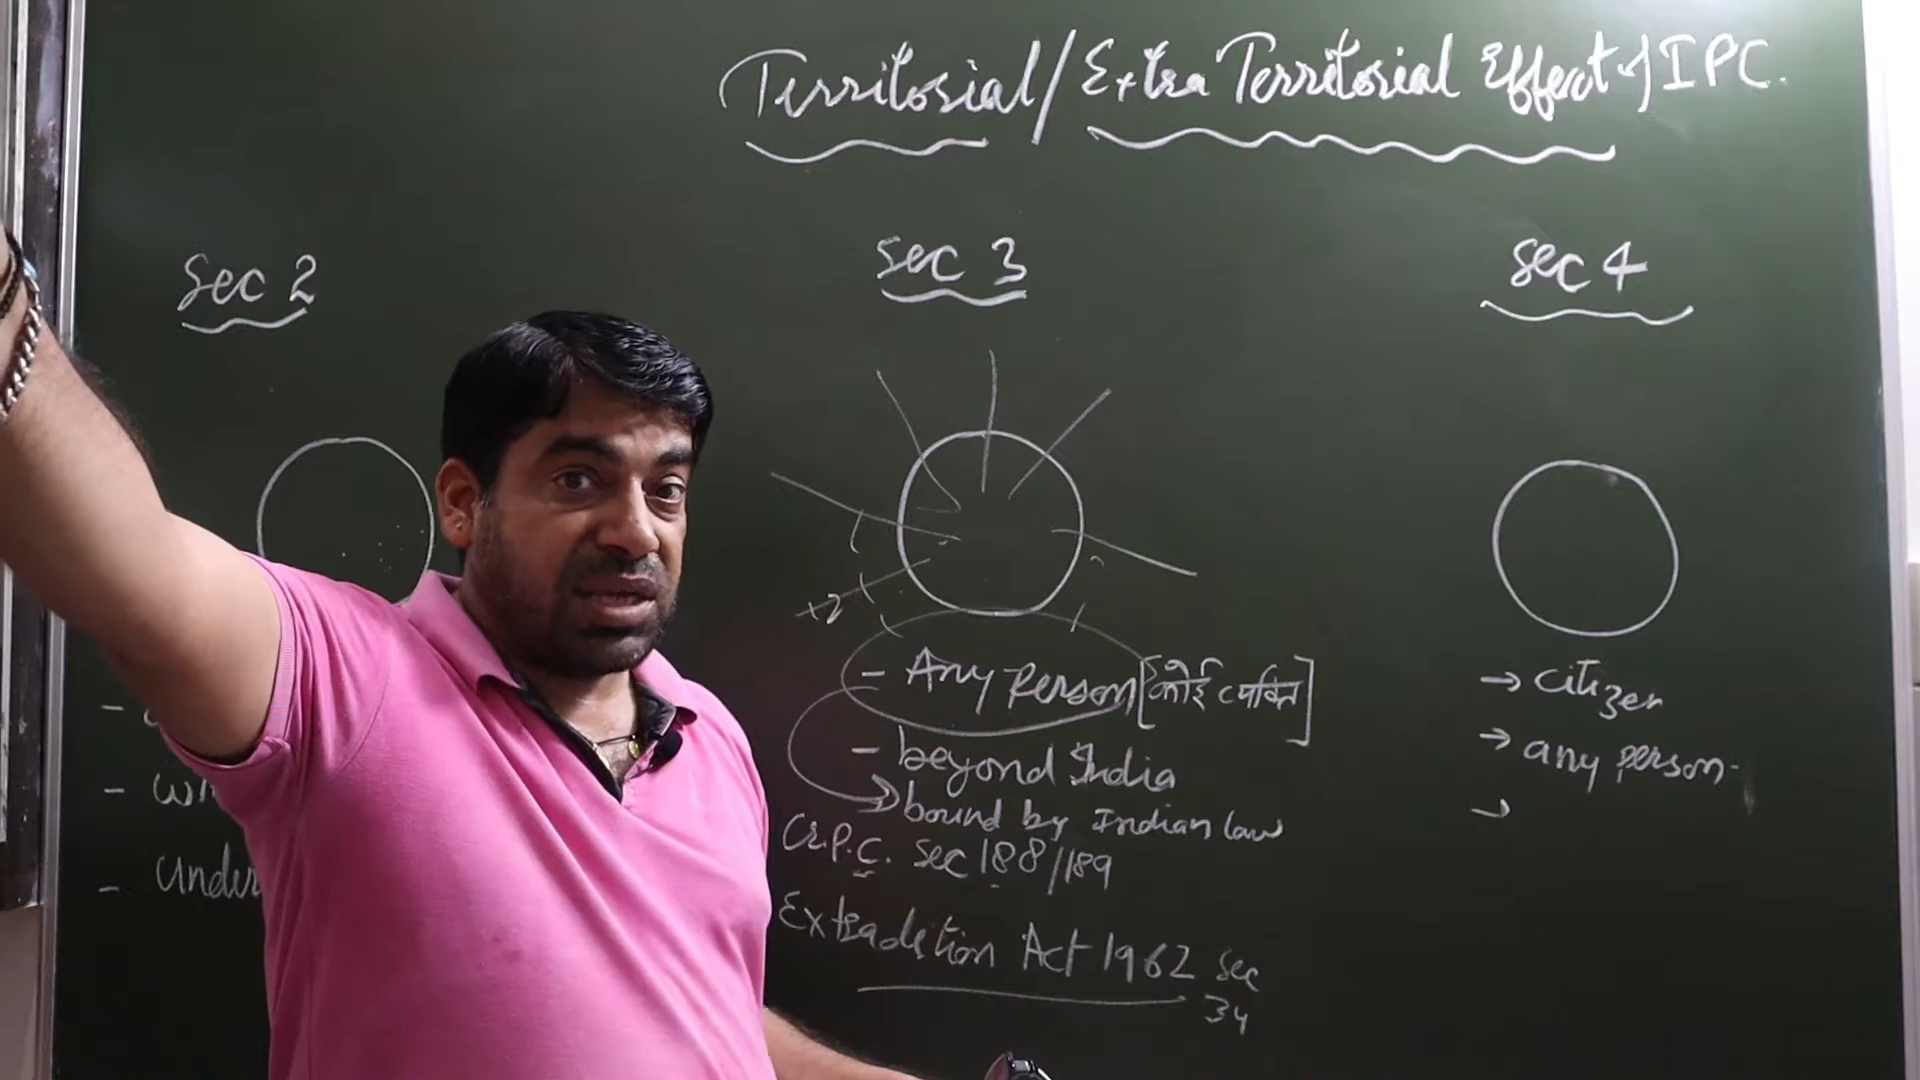 Territorial/Extra Territorial Effect of IPC.
Sec 2
Sec 3
Sec 4
- Any Person [कोई व्यक्ति]
- beyond India
bound by Indian law
Cr.P.C. Sec 188/189
Extradition Act 1962 Sec
34
→ citizen
→ any person.
→
-
-
- Under